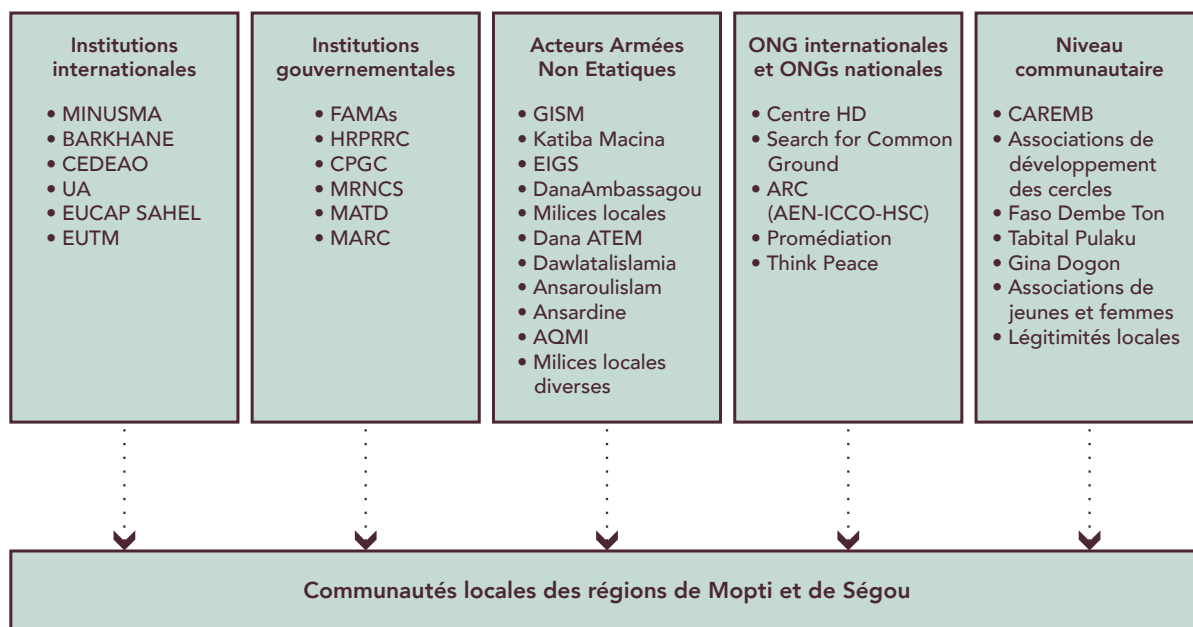 Institutions
internationales
• MINUSMA
• BARKHANE
• CEDEAO
• UA
• EUCAP SAHEL
• EUTM
Institutions
gouvernementales
• FAMAs
• HRPRRC
• CPGC
• MRNCS
• MATD
• MARC
Acteurs Armées
Non Etatiques
• GISM
• Katiba Macina
• EIGS
• DanaAmbassagou
• Milices locales
• Dana ATEM
• Dawlatalislamia
• Ansaroulislam
• Ansardine
• AQMI
• Milices locales
diverses
ONG internationales
et ONGs nationales
• Centre HD
• Search for Common
Ground
• ARC
(AEN-ICCO-HSC)
• Promédiation
• Think Peace
Niveau
communautaire
• CAREMB
• Associations de
développement
des cercles
• Faso Dembe Ton
• Tabital Pulaku
• Gina Dogon
• Associations de
jeunes et femmes
• Légitimités locales
Communautés locales des régions de Mopti et de Ségou